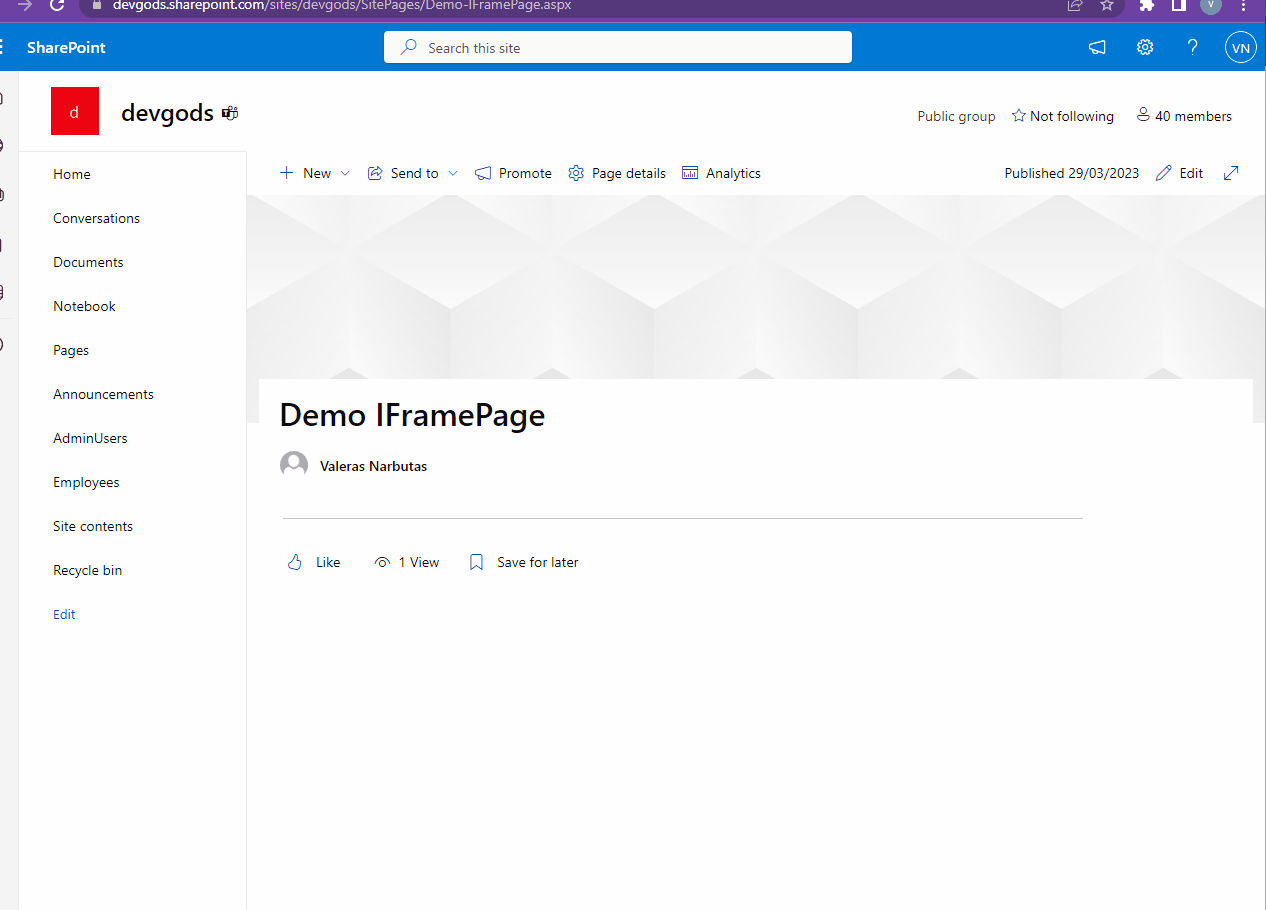 devgods.sharepoint.com/sites/devgods/SitePages/Demo-IFramePage.aspx
V
SharePoint
Search this site
?
VN
d
devgods
Public group
Not following
40 members
Home
Conversations
Documents
Notebook
Pages
Announcements
AdminUsers
Employees
Site contents
Recycle bin
Edit
New
Send to
Promote
Page details
Analytics
Published 29/03/2023
Edit
Demo IFramePage
Valeras Narbutas
Like
1 View
Save for later